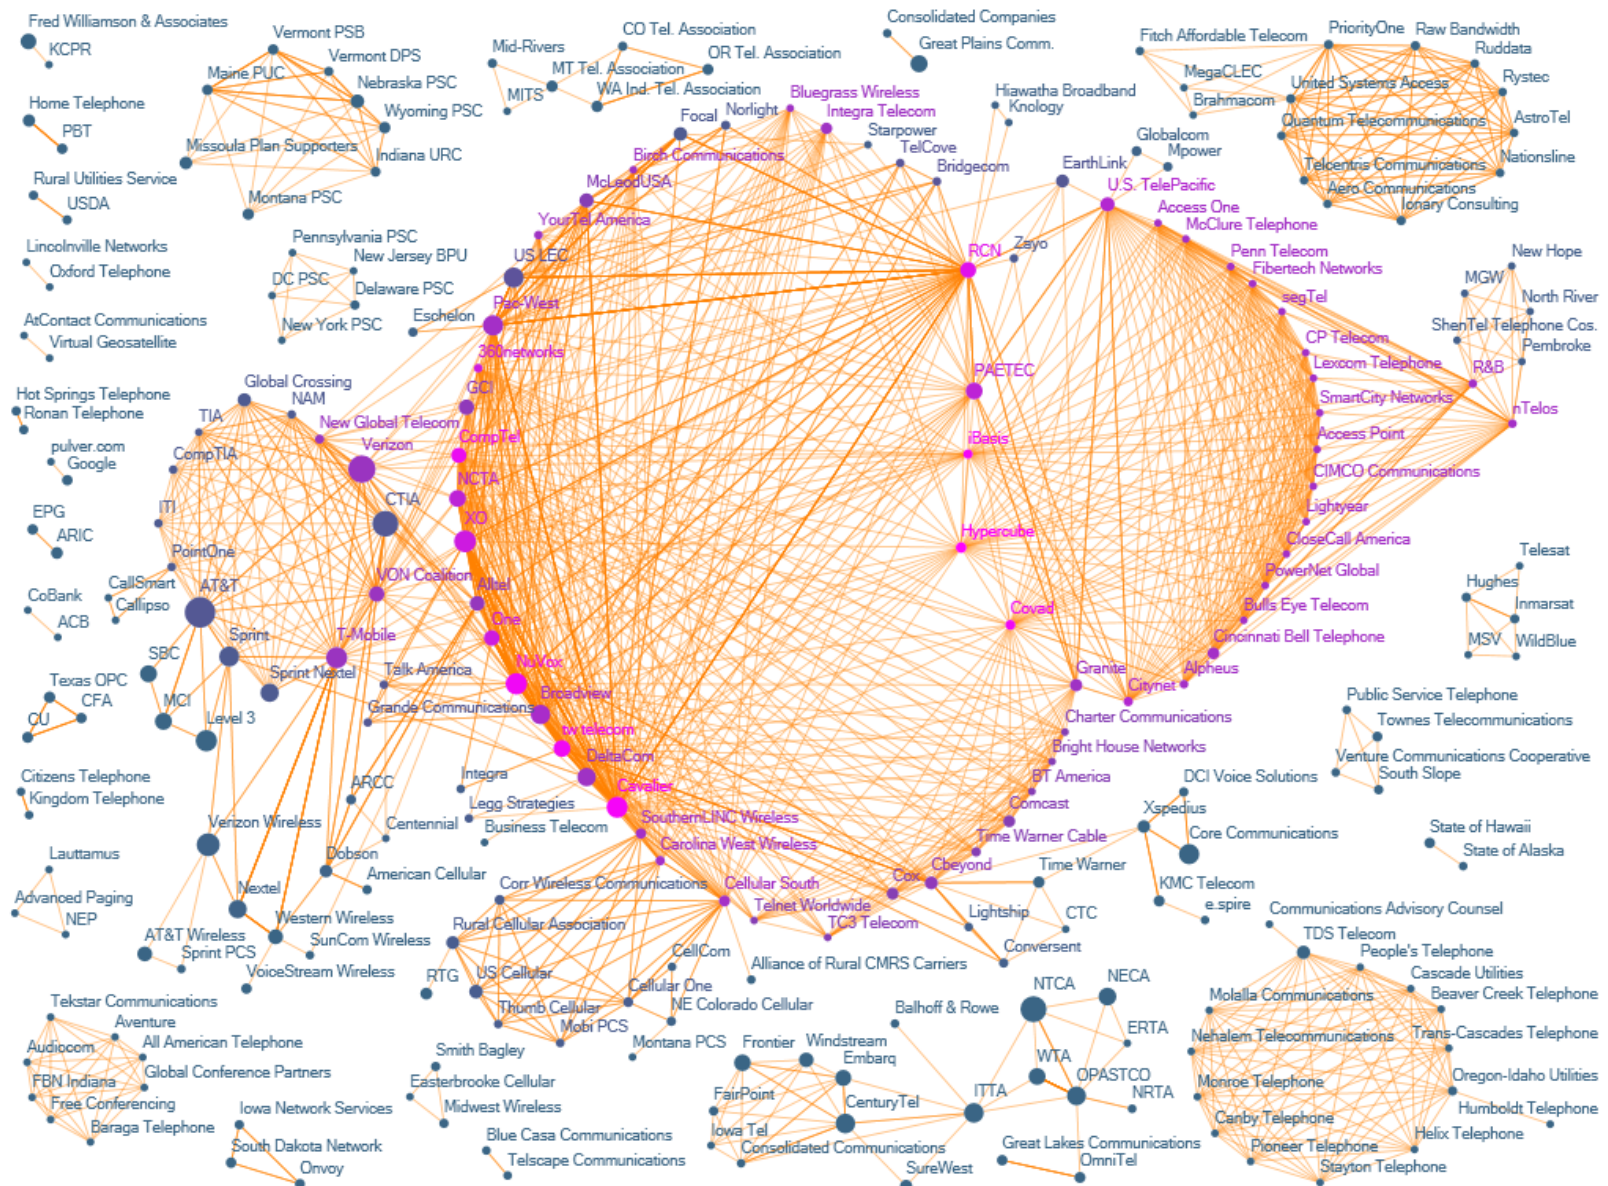 Fred Williamson & Associates
KCPR
Home Telephone
PBT
Rural Utilities Service
USDA
Lincolnville Networks
Oxford Telephone
AtContact Communications
Virtual Geosatellite
Hot Springs Telephone
Ronan Telephone
pulver.com
Google
EPG
ARIC
CoBank
ACB
Texas OPC
CFA
CU
Citizens Telephone
Kingdom Telephone
Lauttamus
Advanced Paging
NEP
Vermont PSB
Vermont DPS
Maine PUC
Nebraska PSC
Wyoming PSC
Missoula Plan Supporters
Indiana URC
Montana PSC
Pennsylvania PSC
New Jersey BPU
DC PSC
Delaware PSC
New York PSC
Mid-Rivers
CO Tel. Association
OR Tel. Association
MT Tel. Association
MITS
WA Ind. Tel. Association
Consolidated Companies
Great Plains Comm.
Hiawatha Broadband
Knology
Fitch Affordable Telecom
MegaCLEC
Brahmacom
PriorityOne
Raw Bandwidth
Ruddata
United Systems Access
Rystec
Quantum Telecommunications
AstroTel
Telcentris Communications
Nationsline
Aero Communications
Ionary Consulting
Globalcom
Mpower
EarthLink
U.S. TelePacific
Access One
McClure Telephone
Penn Telecom
Fibertech Networks
segTel
CP Telecom
Lexcom Telephone
SmartCity Networks
Access Point
CIMCO Communications
Lightyear
CloseCall America
PowerNet Global
Bulls Eye Telecom
Cincinnati Bell Telephone
Alpheus
Citynet
Granite
Charter Communications
Bright House Networks
BT America
Comcast
Time Warner Cable
Cbeyond
Cox
TC3 Telecom
Telnet Worldwide
Cellular South
Carolina West Wireless
SouthernLINC Wireless
Cavalier
DeltaCom
tw telecom
Broadview
NuVox
One
Alltel
XO
NCTA
CompTel
GCI
360networks
Pac-West
Eschelon
US LEC
YourTel America
McLeodUSA
Birch Communications
Focal
Norlight
Bluegrass Wireless
Integra Telecom
Starpower
TelCove
Bridgecom
RCN
Zayo
PAETEC
iBasis
Hypercube
Covad
New Hope
MGW
North River
ShenTel Telephone Cos.
Pembroke
R&B
nTelos
Global Crossing
NAM
TIA
New Global Telecom
CompTIA
Verizon
ITI
CTIA
PointOne
CallSmart
Callipso
AT&T
VON Coalition
Sprint
T-Mobile
SBC
Sprint Nextel
MCI
Level 3
Talk America
Grande Communications
ARCC
Integra
Legg Strategies
Business Telecom
Centennial
Verizon Wireless
Dobson
American Cellular
Nextel
Western Wireless
AT&T Wireless
Sprint PCS
SunCom Wireless
VoiceStream Wireless
Corr Wireless Communications
Rural Cellular Association
RTG
US Cellular
Thumb Cellular
Mobi PCS
Cellular One
CellCom
NE Colorado Cellular
Montana PCS
Alliance of Rural CMRS Carriers
Time Warner
Lightship
CTC
Conversent
DCI Voice Solutions
Xspedius
Core Communications
KMC Telecom
e.spire
Telesat
Hughes
Inmarsat
MSV
WildBlue
Public Service Telephone
Townes Telecommunications
Venture Communications Cooperative
South Slope
State of Hawaii
State of Alaska
Communications Advisory Counsel
TDS Telecom
People's Telephone
Cascade Utilities
Molalla Communications
Beaver Creek Telephone
Nehalem Telecommunications
Trans-Cascades Telephone
Monroe Telephone
Oregon-Idaho Utilities
Canby Telephone
Humboldt Telephone
Pioneer Telephone
Helix Telephone
Stayton Telephone
Tekstar Communications
Aventure
Audiocom
All American Telephone
FBN Indiana
Global Conference Partners
Free Conferencing
Baraga Telephone
Iowa Network Services
South Dakota Network
Onvoy
Smith Bagley
Easterbrooke Cellular
Midwest Wireless
Blue Casa Communications
Telscape Communications
Balhoff & Rowe
Frontier
Windstream
Embarq
FairPoint
CenturyTel
Iowa Tel
Consolidated Communications
SureWest
ITTA
NTCA
NECA
ERTA
WTA
OPASTCO
NRTA
Great Lakes Communications
OmniTel